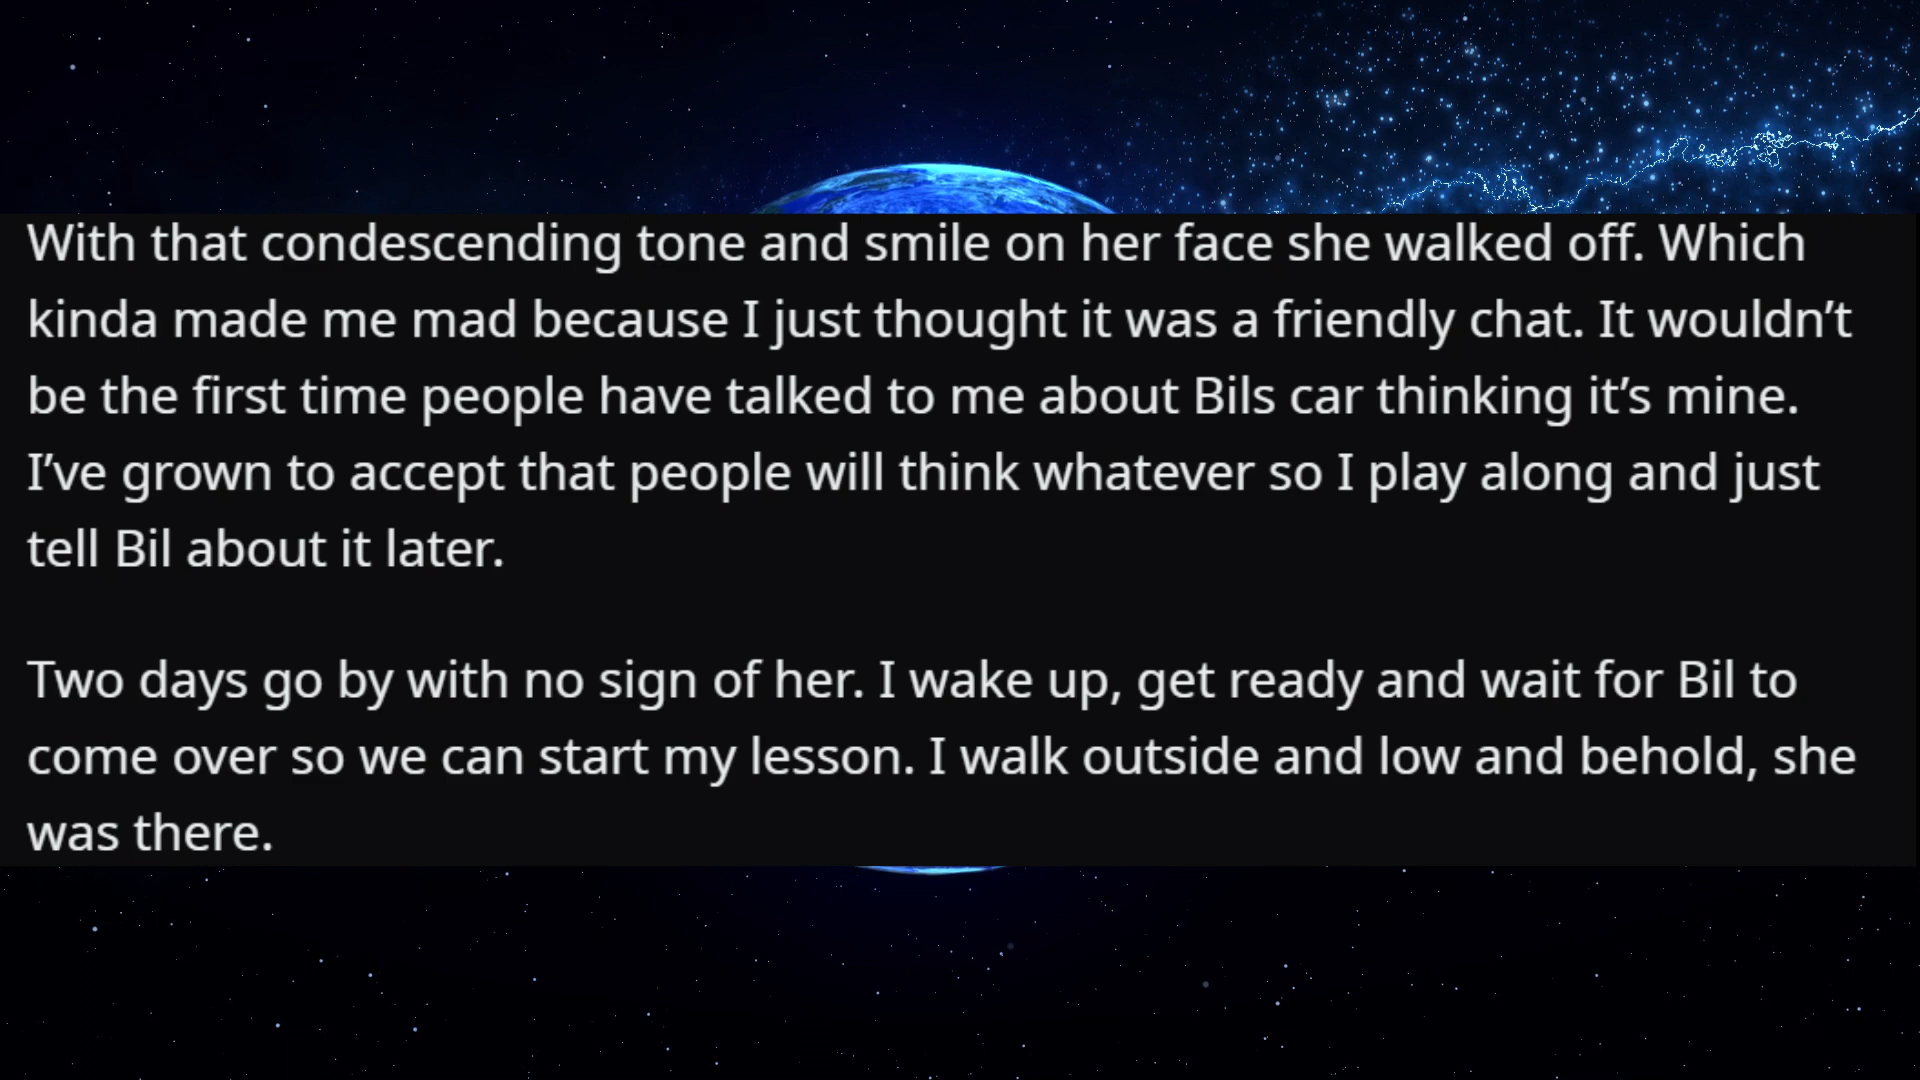 With that condescending tone and smile on her face she walked off. Which
kinda made me mad because I just thought it was a friendly chat. It wouldn’t
be the first time people have talked to me about Bils car thinking it’s mine.
I’ve grown to accept that people will think whatever so I play along and just
tell Bil about it later.
Two days go by with no sign of her. I wake up, get ready and wait for Bil to
come over so we can start my lesson. I walk outside and low and behold, she
was there.